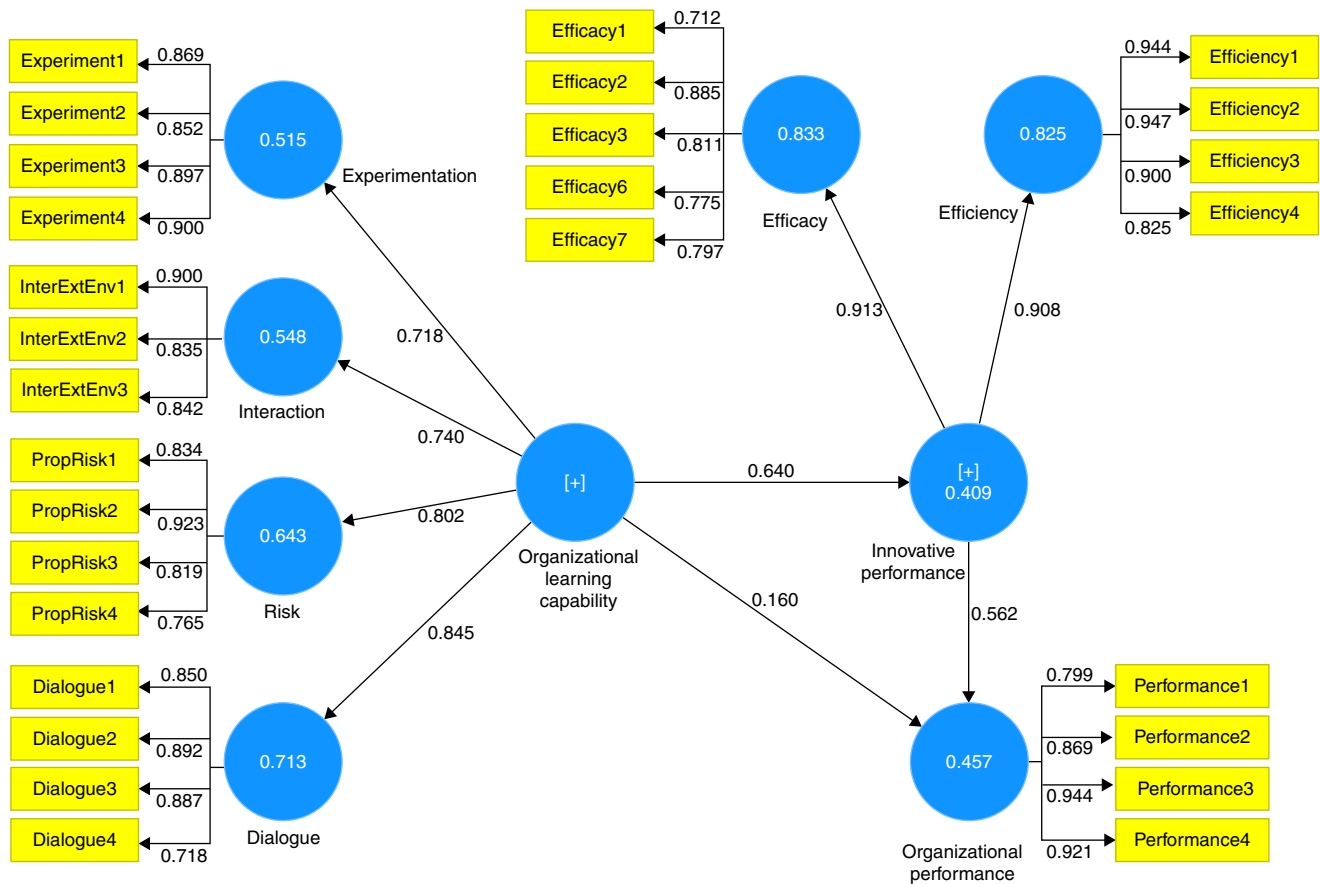 Experiment1
0.869
Experiment2
0.852
Experiment3
0.897
Experiment4
0.900
0.515
Experimentation
InterExtEnv1
0.900
InterExtEnv2
0.835
InterExtEnv3
0.842
0.548
Interaction
PropRisk1
0.834
PropRisk2
0.923
PropRisk3
0.819
PropRisk4
0.765
0.643
Risk
Dialogue1
0.850
Dialogue2
0.892
Dialogue3
0.887
Dialogue4
0.718
0.713
Dialogue
0.718
0.740
0.802
0.845
[+]
Organizational
learning
capability
0.640
0.160
Efficacy1
0.712
Efficacy2
0.885
Efficacy3
0.811
Efficacy6
0.775
Efficacy7
0.797
0.833
Efficacy
0.825
Efficiency
0.944
Efficiency1
0.947
Efficiency2
0.900
Efficiency3
0.825
Efficiency4
0.913
0.908
[+]
0.409
Innovative
performance
0.562
0.457
Organizational
performance
0.799
Performance1
0.869
Performance2
0.944
Performance3
0.921
Performance4